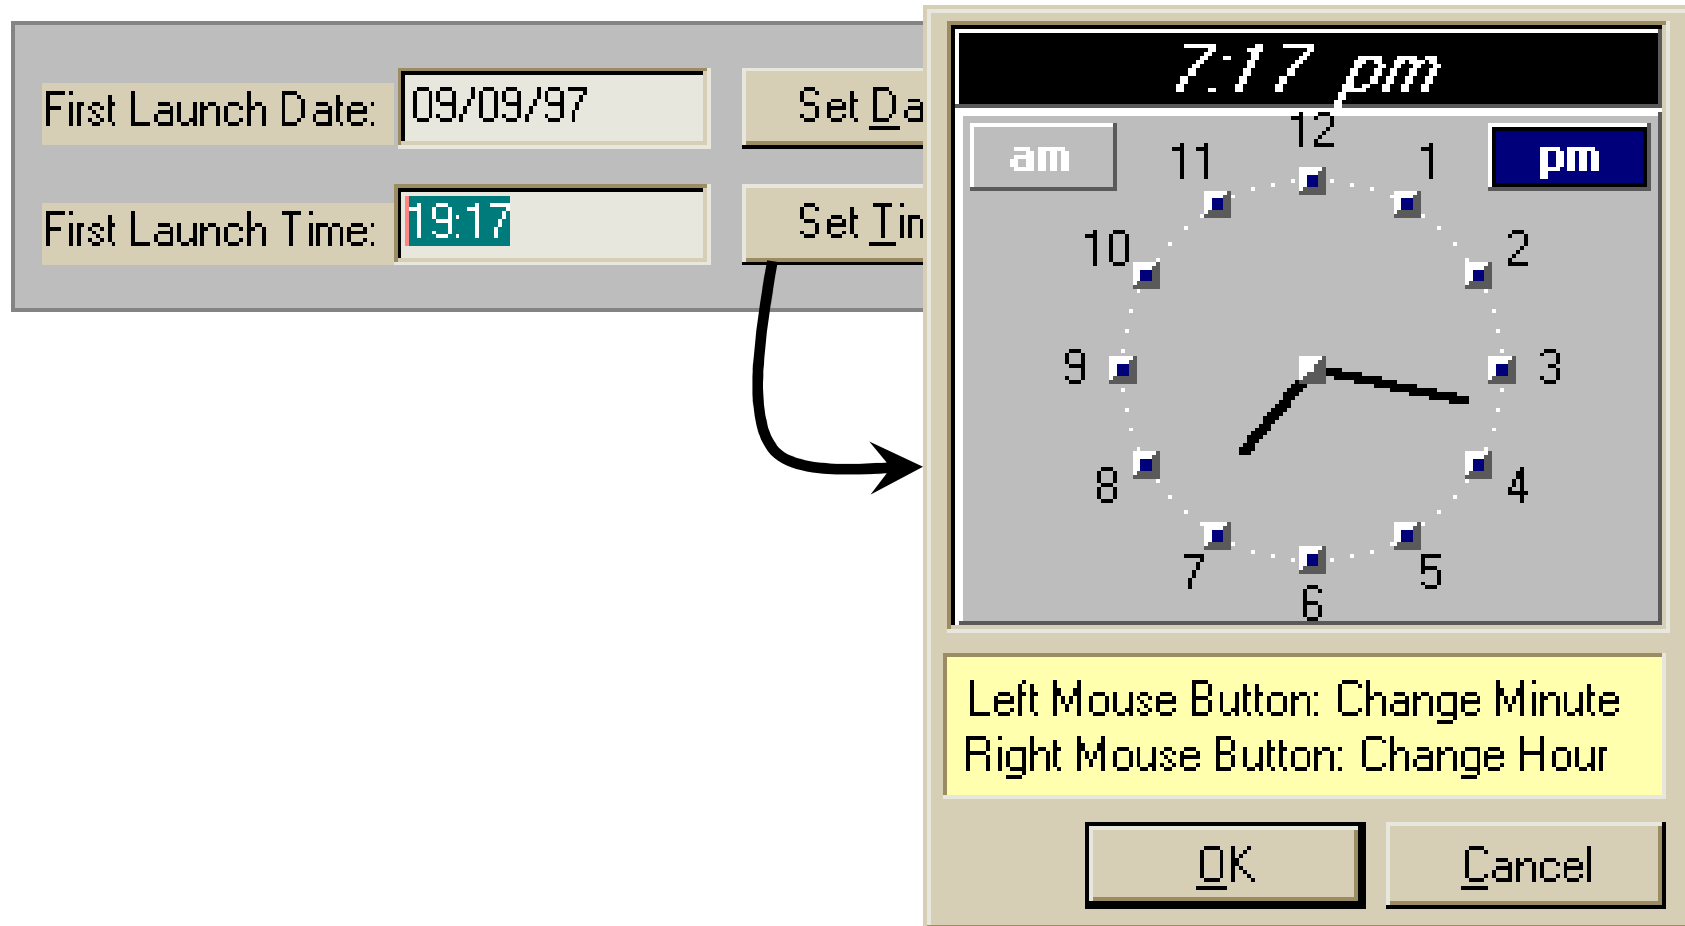 First Launch Date: 09/09/97 Set Da
First Launch Time: 19:17 Set Tim
7:17 pm
am
pm
12
11
1
10
2
9
3
8
4
7
5
6
Left Mouse Button: Change Minute
Right Mouse Button: Change Hour
OK
Cancel